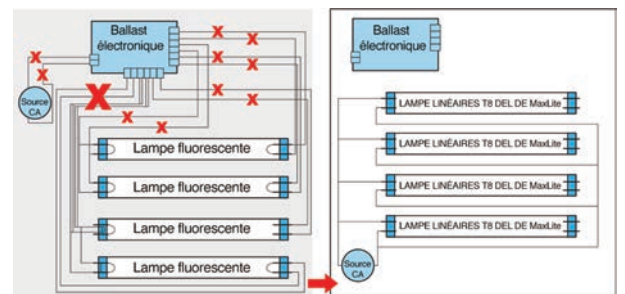 Ballast
électronique
Source
CA
Lampe fluorescente
Lampe fluorescente
Lampe fluorescente
Lampe fluorescente
Ballast
électronique
LAMPE LINÉAIRES T8 DEL DE MaxLite
LAMPE LINÉAIRES T8 DEL DE MaxLite
LAMPE LINÉAIRES T8 DEL DE MaxLite
LAMPE LINÉAIRES T8 DEL DE MaxLite
Source
CA